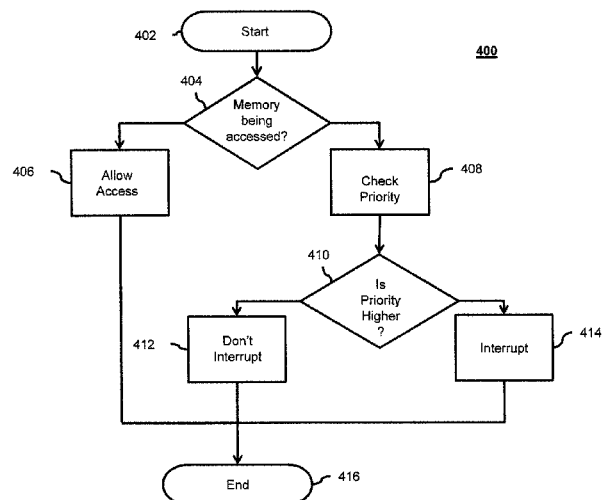 402
Start
400
404
Memory
being
accessed?
406
Allow
Access
Check
Priority
408
410
Is
Priority
Higher
?
412
Don't
Interrupt
Interrupt
414
End
416